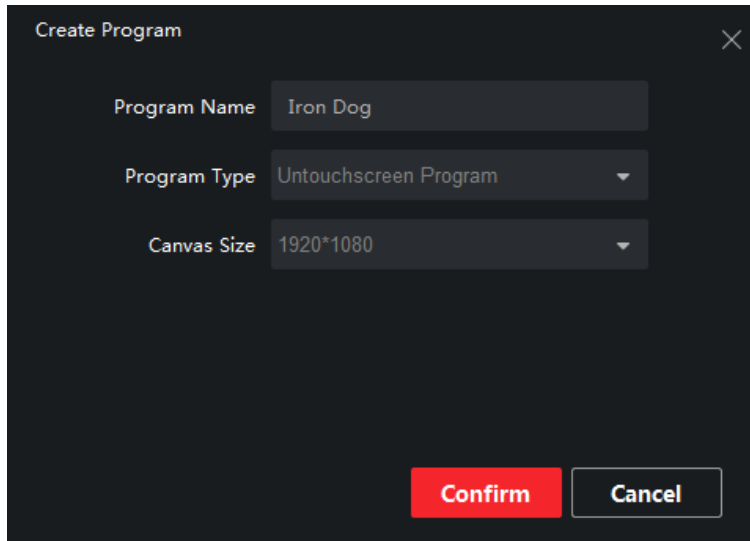 Create Program
Program Name Iron Dog
Program Type Untouchscreen Program
Canvas Size 1920*1080
Confirm Cancel